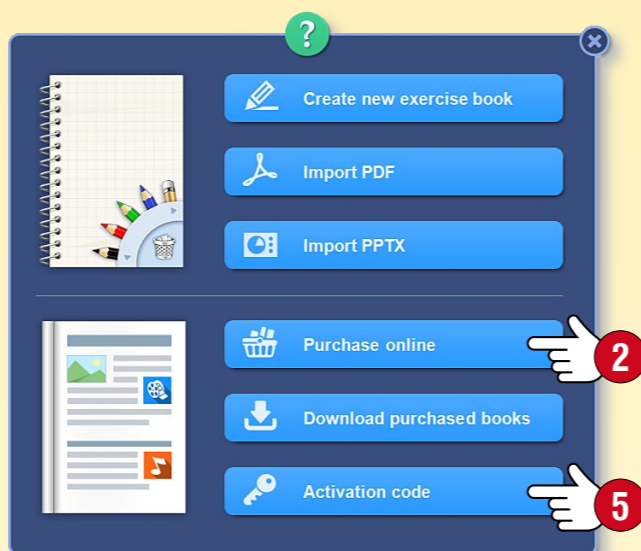 ?
Create new exercise book
Import PDF
Import PPTX
Purchase online
2
Download purchased books
Activation code
5